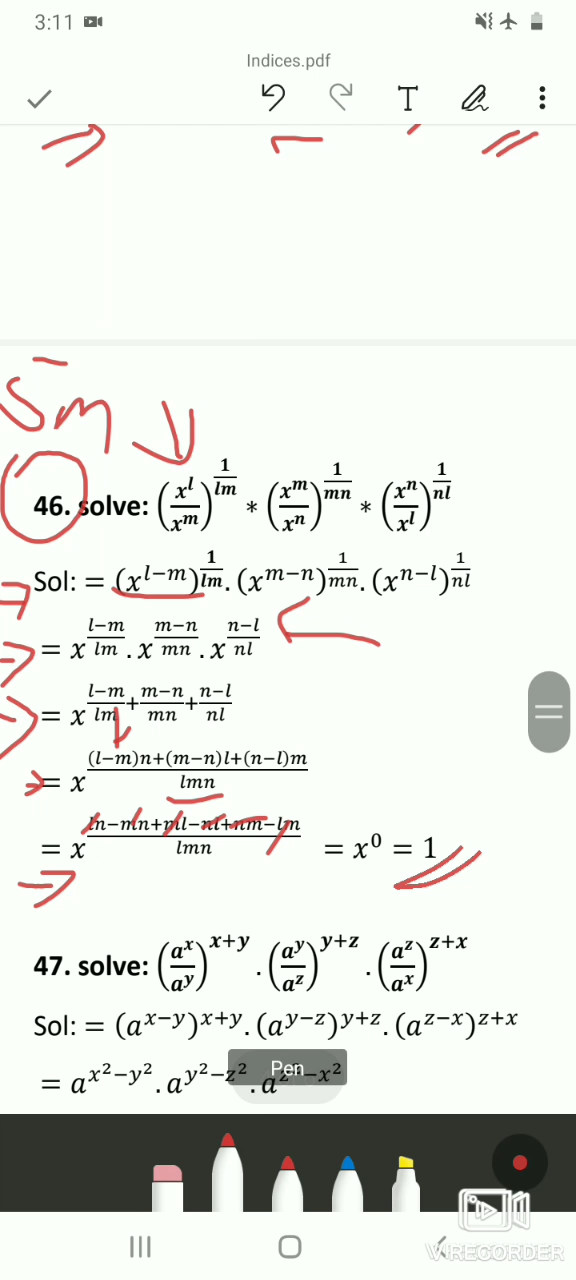 3:11
Indices.pdf
T
5m
46. solve: (x^l/x^m)^(1/lm) * (x^m/x^n)^(1/mn) * (x^n/x^l)^(1/nl)
Sol: = (x^(l−m))^(1/lm) . (x^(m−n))^(1/mn) . (x^(n−l))^(1/nl)
= x^((l−m)/lm) . x^((m−n)/mn) . x^((n−l)/nl)
= x^((l−m)/lm + (m−n)/mn + (n−l)/nl)
= x^(((l−m)n+(m−n)l+(n−l)m)/lmn)
= x^((ln−mn+ml−nl+nm−lm)/lmn) = x^0 = 1
47. solve: (a^x/a^y)^(x+y) . (a^y/a^z)^(y+z) . (a^z/a^x)^(z+x)
Sol: = (a^(x−y))^(x+y) . (a^(y−z))^(y+z) . (a^(z−x))^(z+x)
= a^(x²−y²) . a^(y²−z²) . a^(z²−x²)
Pen
V RECORDER